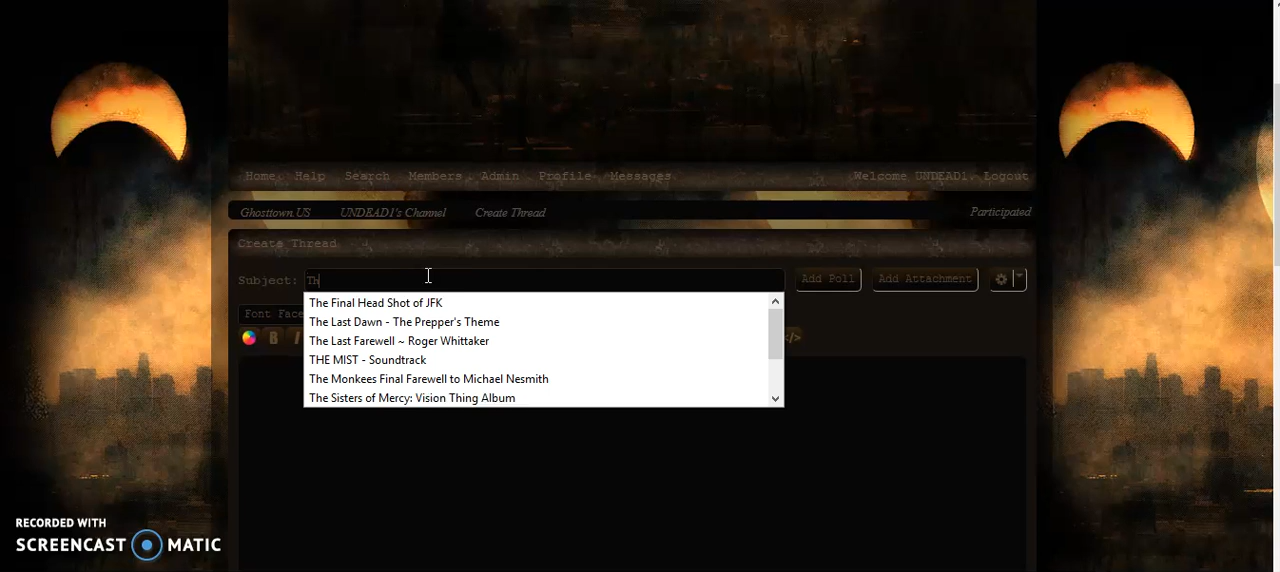 Home Help Search Members Admin Profile Messages Welcome UNDEAD1. Logout
Ghosttown.US UNDEAD1's Channel Create Thread Participated
Create Thread
Subject: Th Add Poll Add Attachment
Font Face
The Final Head Shot of JFK
The Last Dawn - The Prepper's Theme
The Last Farewell ~ Roger Whittaker
THE MIST - Soundtrack
The Monkees Final Farewell to Michael Nesmith
The Sisters of Mercy: Vision Thing Album
B I </>
RECORDED WITH
SCREENCAST MATIC